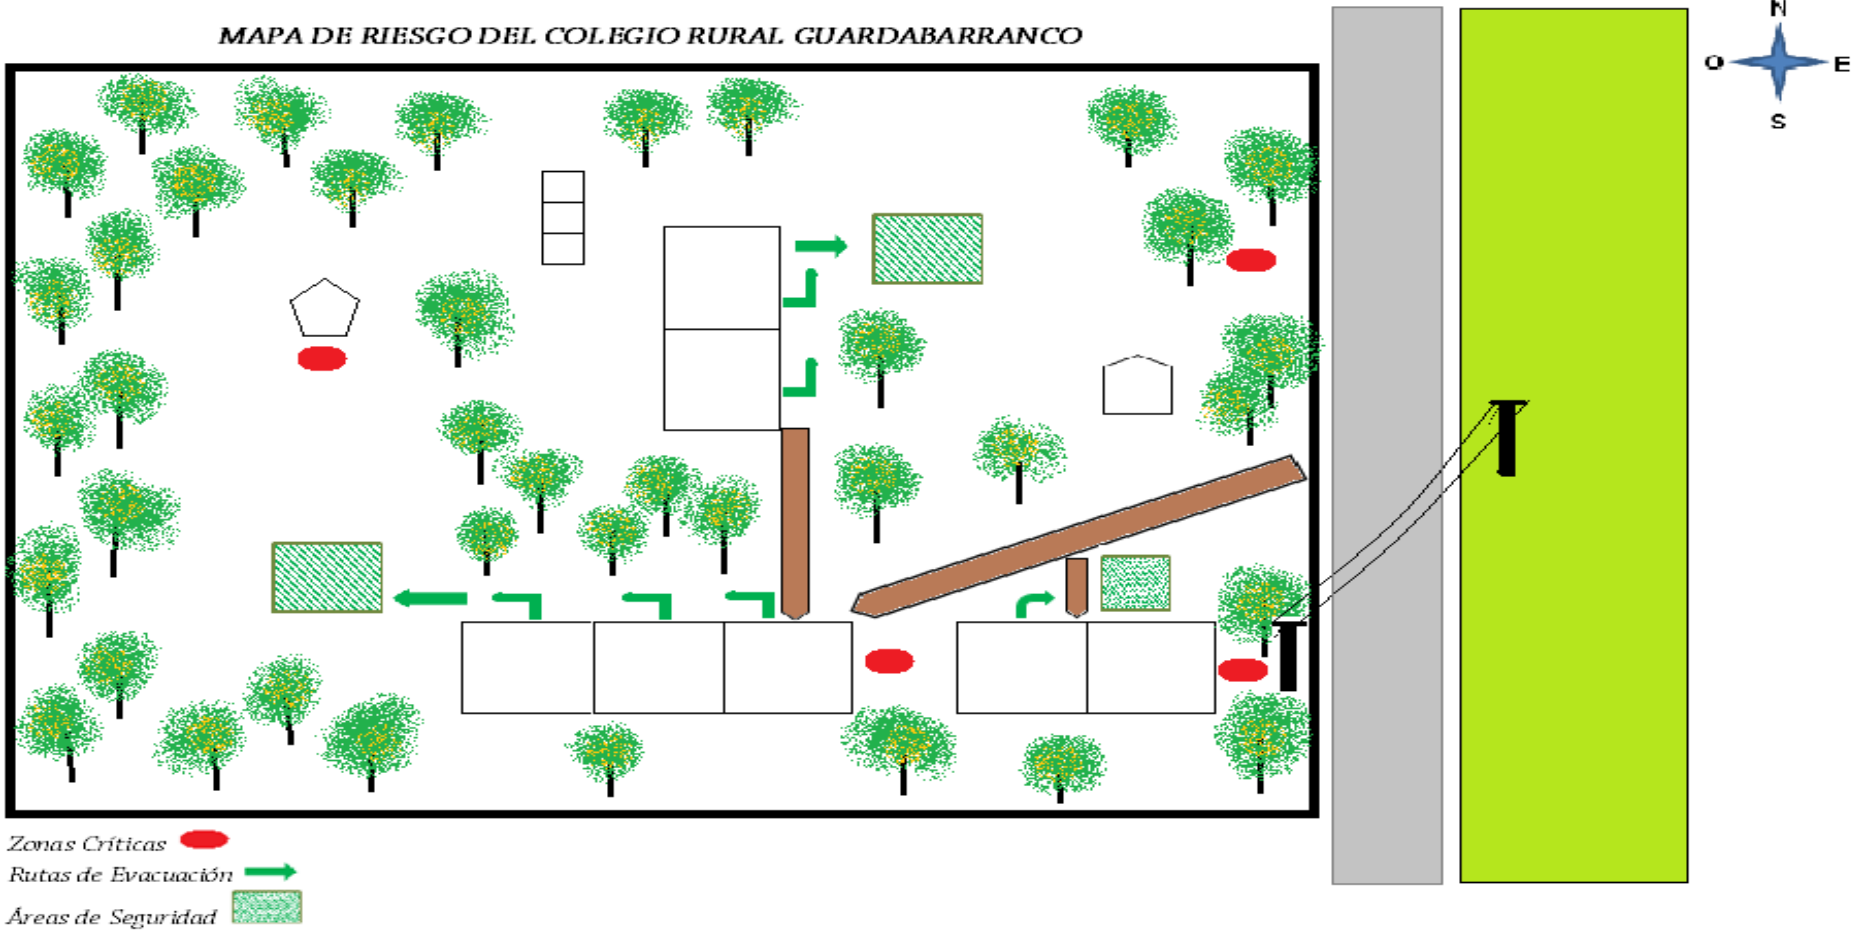 MAPA DE RIESGO DEL COLEGIO RURAL GUARDABARRANCO
N
O E
S
Zonas Críticas
Rutas de Evacuación
Áreas de Seguridad